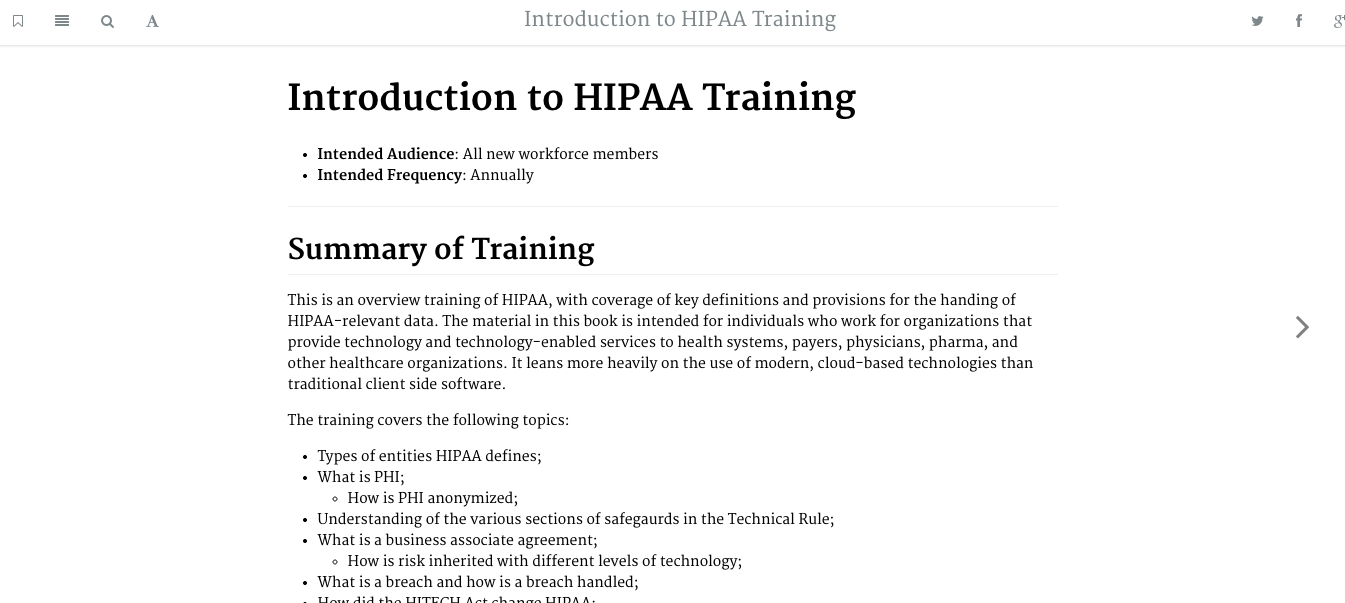 Introduction to HIPAA Training
Introduction to HIPAA Training
Intended Audience: All new workforce members
Intended Frequency: Annually
Summary of Training
This is an overview training of HIPAA, with coverage of key definitions and provisions for the handing of
HIPAA-relevant data. The material in this book is intended for individuals who work for organizations that
provide technology and technology-enabled services to health systems, payers, physicians, pharma, and
other healthcare organizations. It leans more heavily on the use of modern, cloud-based technologies than
traditional client side software.
The training covers the following topics:
Types of entities HIPAA defines;
What is PHI;
How is PHI anonymized;
Understanding of the various sections of safegaurds in the Technical Rule;
What is a business associate agreement;
How is risk inherited with different levels of technology;
What is a breach and how is a breach handled;
How did the HITECH Act change HIPAA;